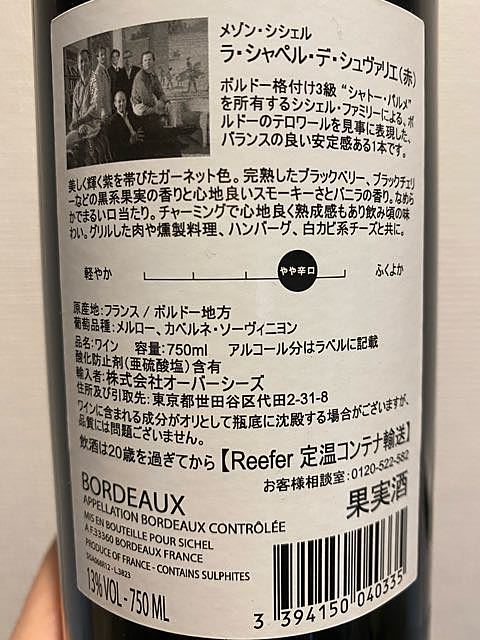 メゾン・シシェル
ラ・シャペル・デ・シュヴァリエ(赤)
ボルドー格付け3級 “シャトー・パルメ”
を所有するシシェル・ファミリーによる、ボ
ルドーのテロワールを見事に表現した、
バランスの良い安定感ある1本です。
美しく輝く紫を帯びたガーネット色。完熟したブラックベリー、ブラックチェリ
ーなどの黒系果実の香りと心地良いスモーキーさとバニラの香り。なめら
かでまるい口当たり。チャーミングで心地良く熟成感もあり飲み頃の味
わい。グリルした肉や燻製料理、ハンバーグ、白カビ系チーズと共に。
軽やか やや辛口 ふくよか
原産地:フランス / ボルドー地方
葡萄品種:メルロー、カベルネ・ソーヴィニヨン
品名:ワイン 容量:750ml アルコール分はラベルに記載
酸化防止剤(亜硫酸塩)含有
輸入者:株式会社オーバーシーズ
住所及び引取先:東京都世田谷区代田2-31-8
ワインに含まれる成分がオリとして瓶底に沈殿する場合がございますが、
品質には問題ございません。
飲酒は20歳を過ぎてから【Reefer 定温コンテナ輸送】
お客様相談室:0120-522-582
果実酒
BORDEAUX
APPELLATION BORDEAUX CONTRÔLÉE
MIS EN BOUTEILLE POUR SICHEL
A F.33360 BORDEAUX FRANCE
PRODUCE OF FRANCE - CONTAINS SULPHITES
13% VOL - 750 ML
3 394150 040335